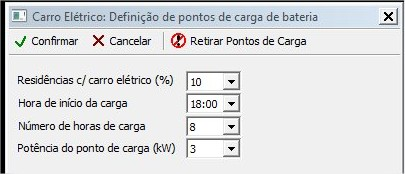 Carro Elétrico: Definição de pontos de carga de bateria
Confirmar Cancelar Retirar Pontos de Carga
Residências c/ carro elétrico (%) 10
Hora de início da carga 18:00
Número de horas de carga 8
Potência do ponto de carga (kW) 3